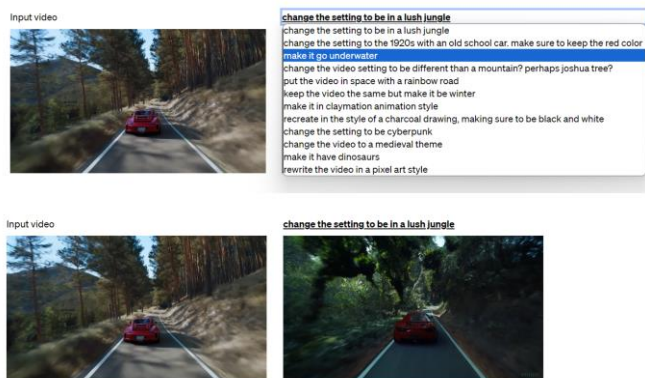 Input video
change the setting to be in a lush jungle
change the setting to be in a lush jungle
change the setting to the 1920s with an old school car. make sure to keep the red color
make it go underwater
change the video setting to be different than a mountain? perhaps joshua tree?
put the video in space with a rainbow road
keep the video the same but make it be winter
make it in claymation animation style
recreate in the style of a charcoal drawing, making sure to be black and white
change the setting to be cyberpunk
change the video to a medieval theme
make it have dinosaurs
rewrite the video in a pixel art style
Input video
change the setting to be in a lush jungle